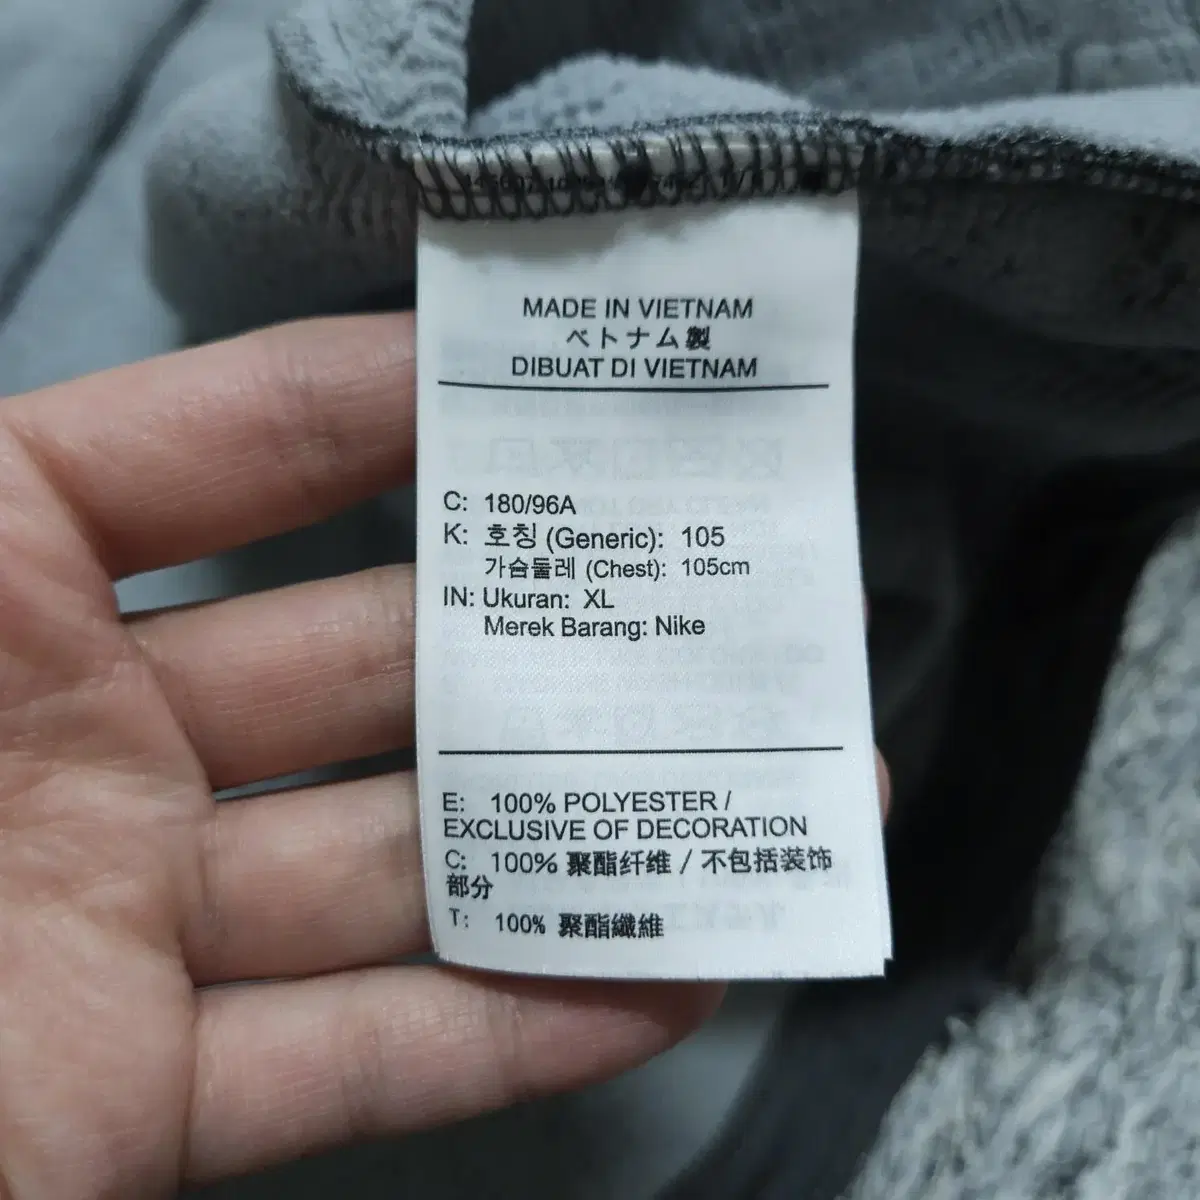 MADE IN VIETNAM
ベトナム製
DIBUAT DI VIETNAM
C: 180/96A
K: 호칭 (Generic): 105
가슴둘레 (Chest): 105cm
IN: Ukuran: XL
Merek Barang: Nike
E: 100% POLYESTER /
EXCLUSIVE OF DECORATION
C: 100% 聚酯纤维 / 不包括装饰
部分
T: 100% 聚酯纖維